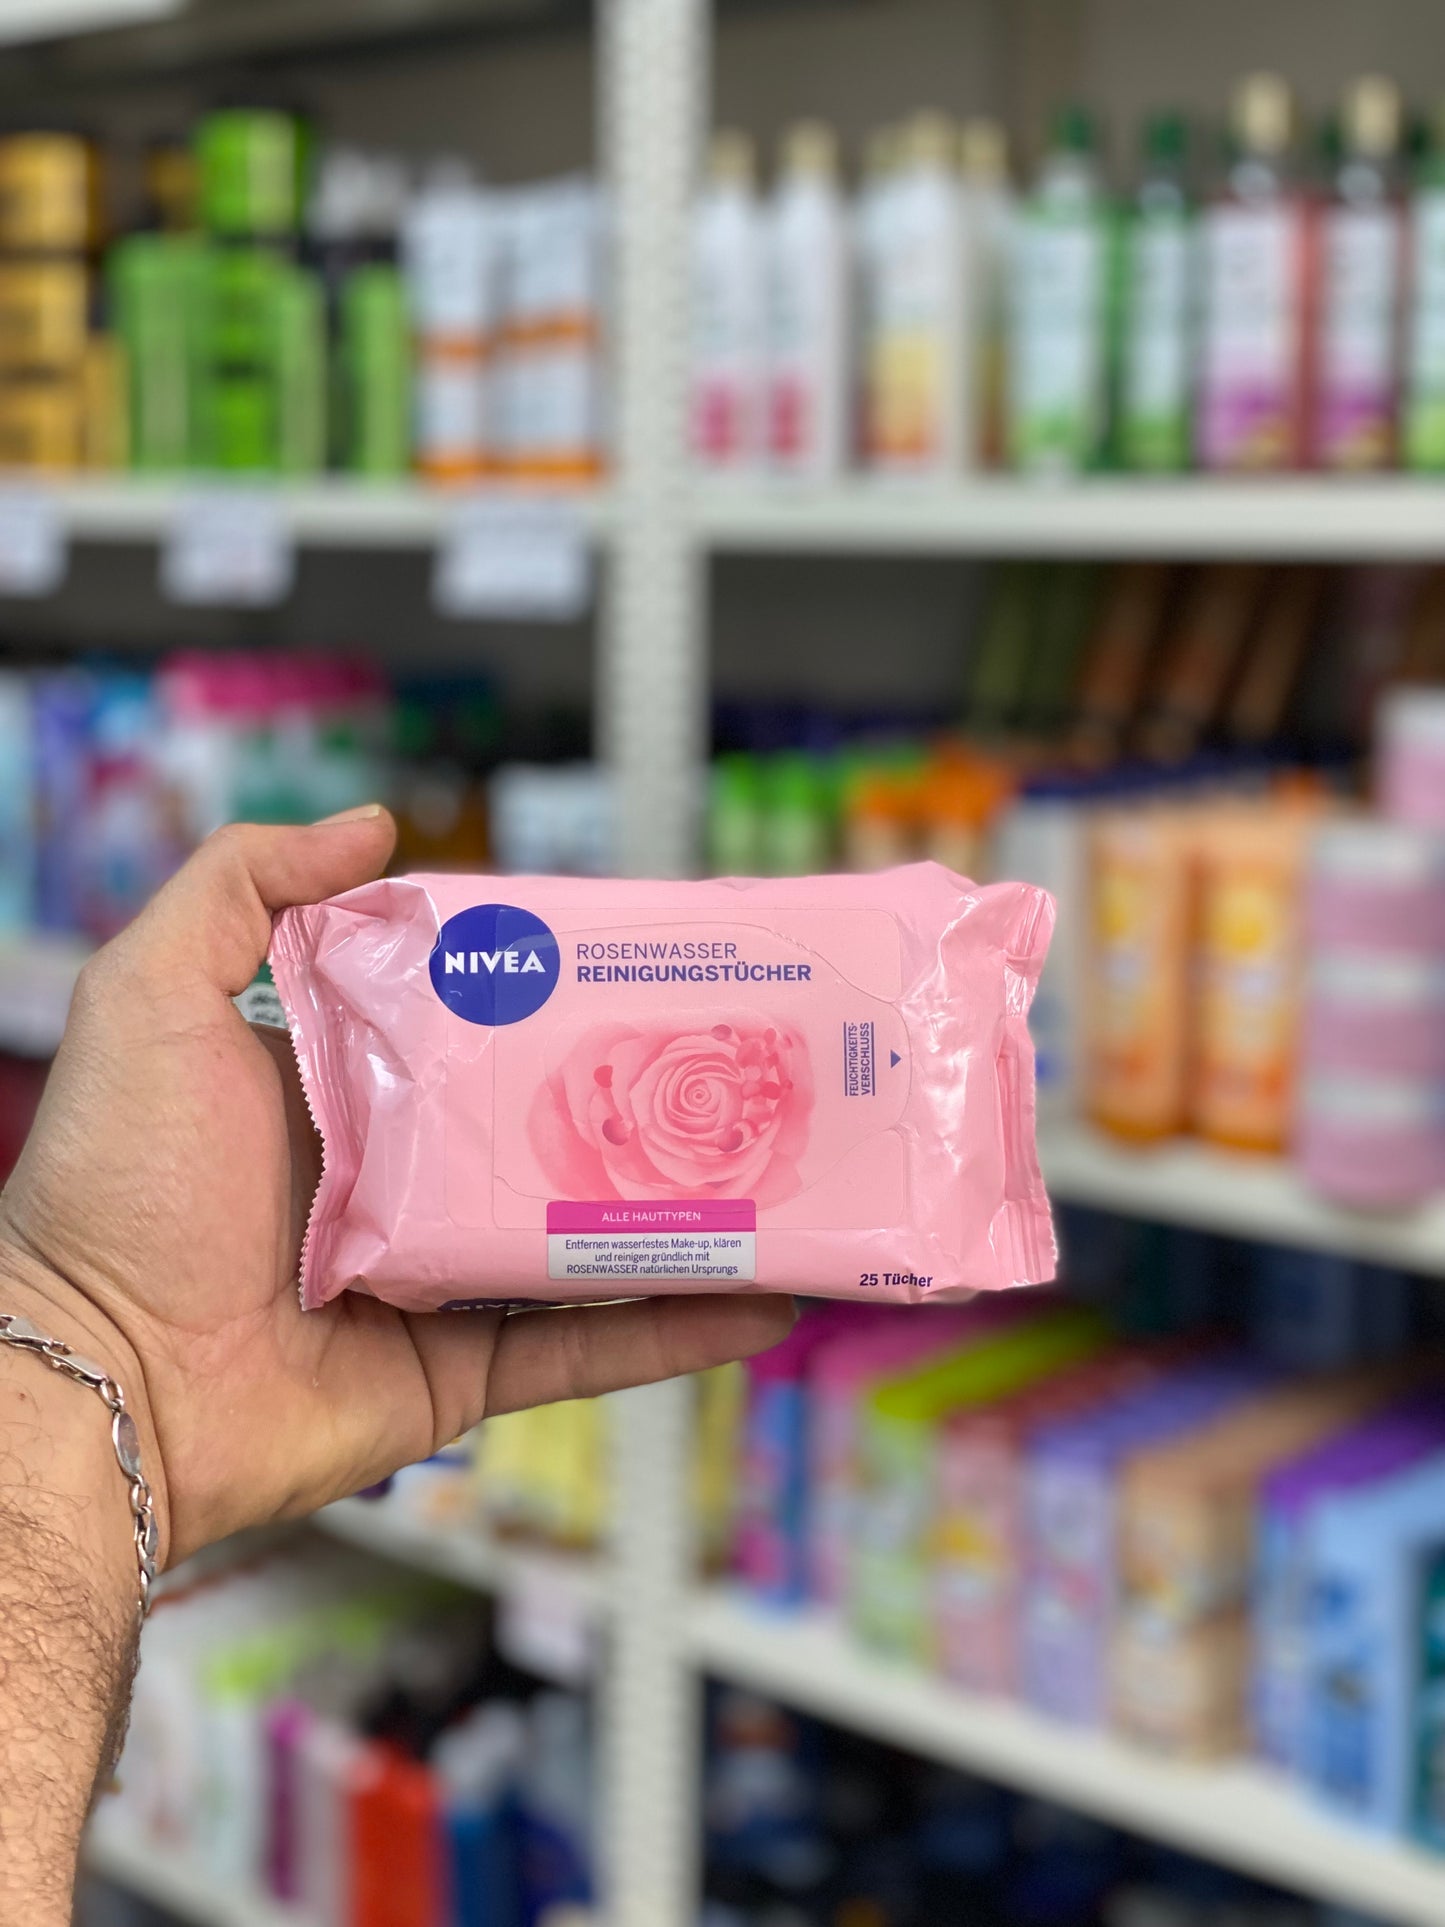 NIVEA
ROSENWASSER
REINIGUNGSTÜCHER
FEUCHTIGKEITS-
VERSCHLUSS
ALLE HAUTTYPEN
Entfernen wasserfestes Make-up, klären
und reinigen gründlich mit
ROSENWASSER natürlichen Ursprungs
25 Tücher
NIVEA